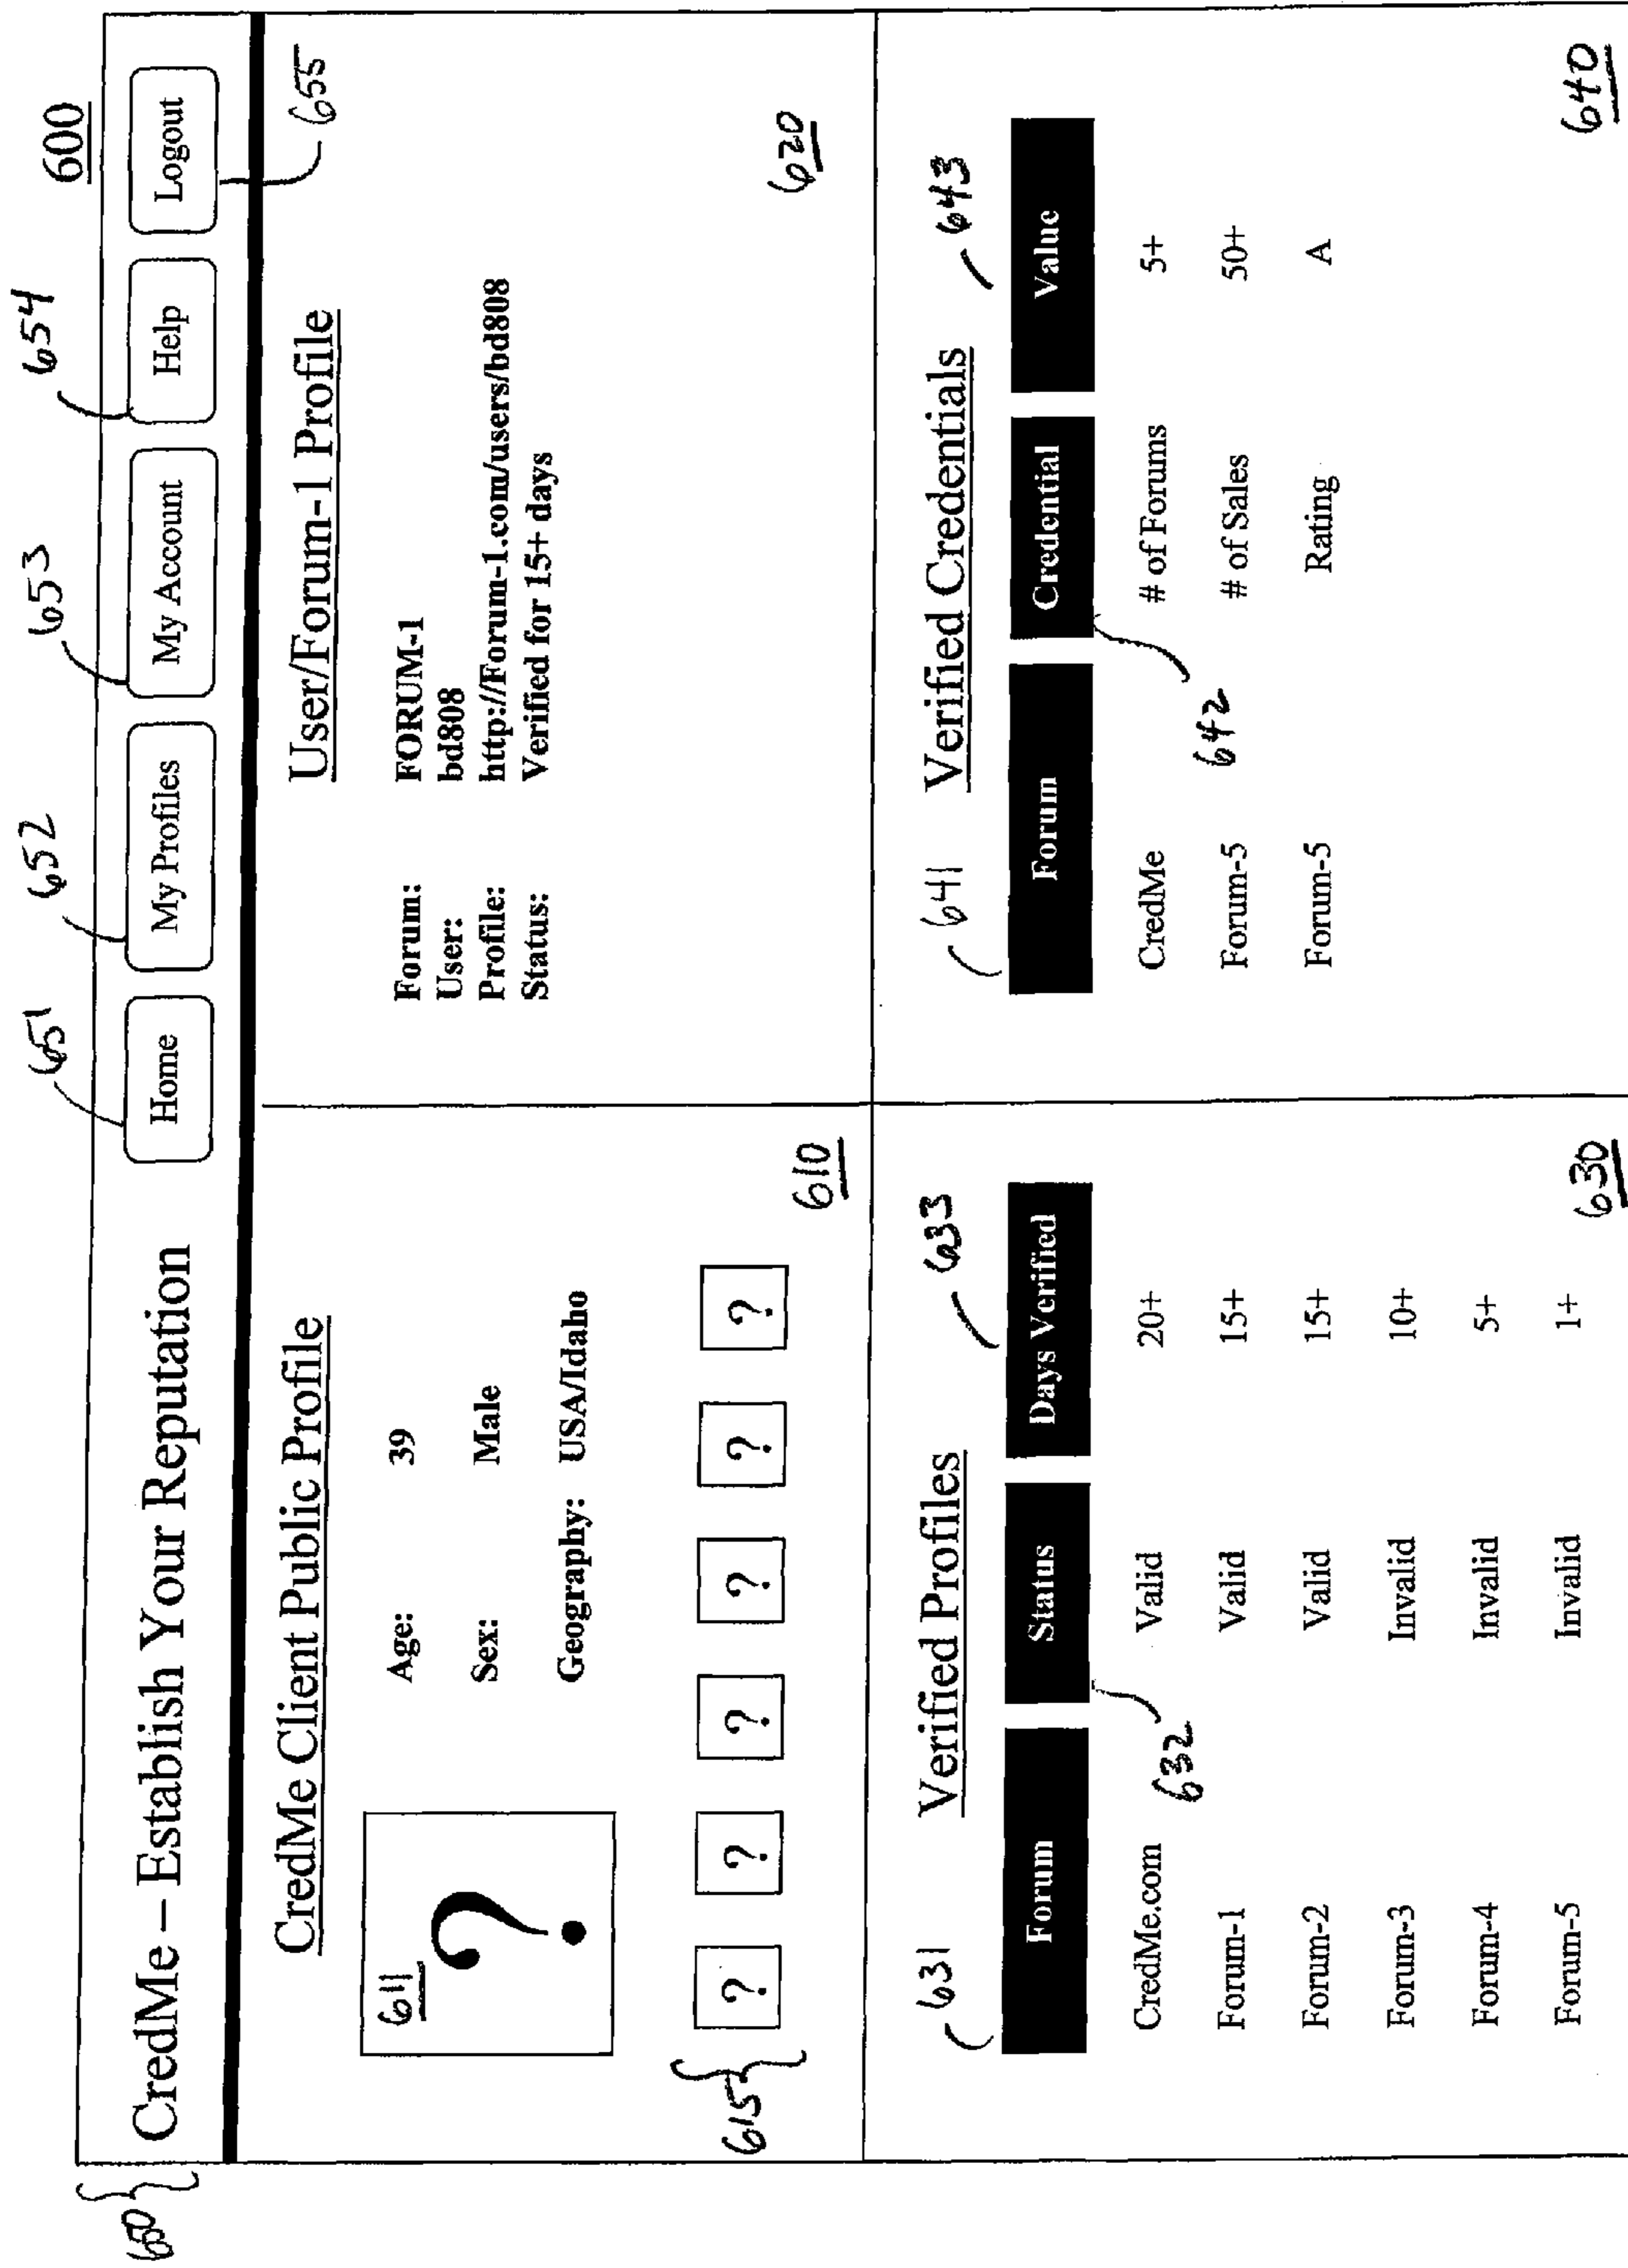 600
650
CredMe – Establish Your Reputation
651 652 653 654 655
Home My Profiles My Account Help Logout
CredMe Client Public Profile
611
?
Age: 39
Sex: Male
Geography: USA/Idaho
615
? ? ? ? ? ?
610
User/Forum-1 Profile
Forum: FORUM-1
User: bd808
Profile: http://Forum-1.com/users/bd808
Status: Verified for 15+ days
620
Verified Profiles
631 632 633
Forum Status Days Verified
CredMe.com Valid 20+
Forum-1 Valid 15+
Forum-2 Valid 15+
Forum-3 Invalid 10+
Forum-4 Invalid 5+
Forum-5 Invalid 1+
630
Verified Credentials
641 642 643
Forum Credential Value
CredMe # of Forums 5+
Forum-5 # of Sales 50+
Forum-5 Rating A
640